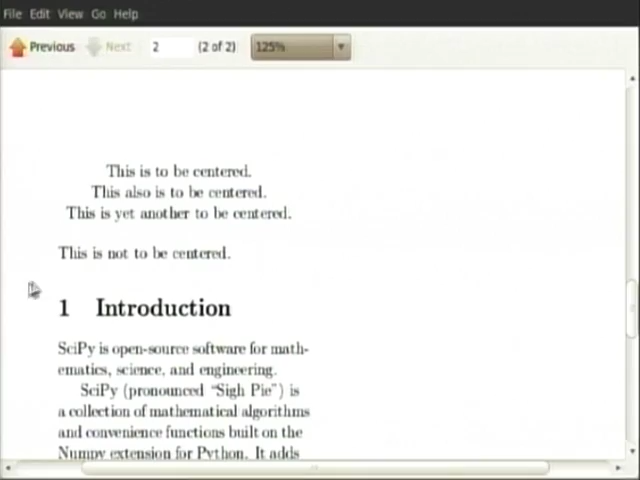 File Edit View Go Help
Previous Next 2 (2 of 2) 125%
This is to be centered.
This also is to be centered.
This is yet another to be centered.
This is not to be centered.
1 Introduction
SciPy is open-source software for math-
ematics, science, and engineering.
SciPy (pronounced “Sigh Pie”) is
a collection of mathematical algorithms
and convenience functions built on the
Numpy extension for Python. It adds